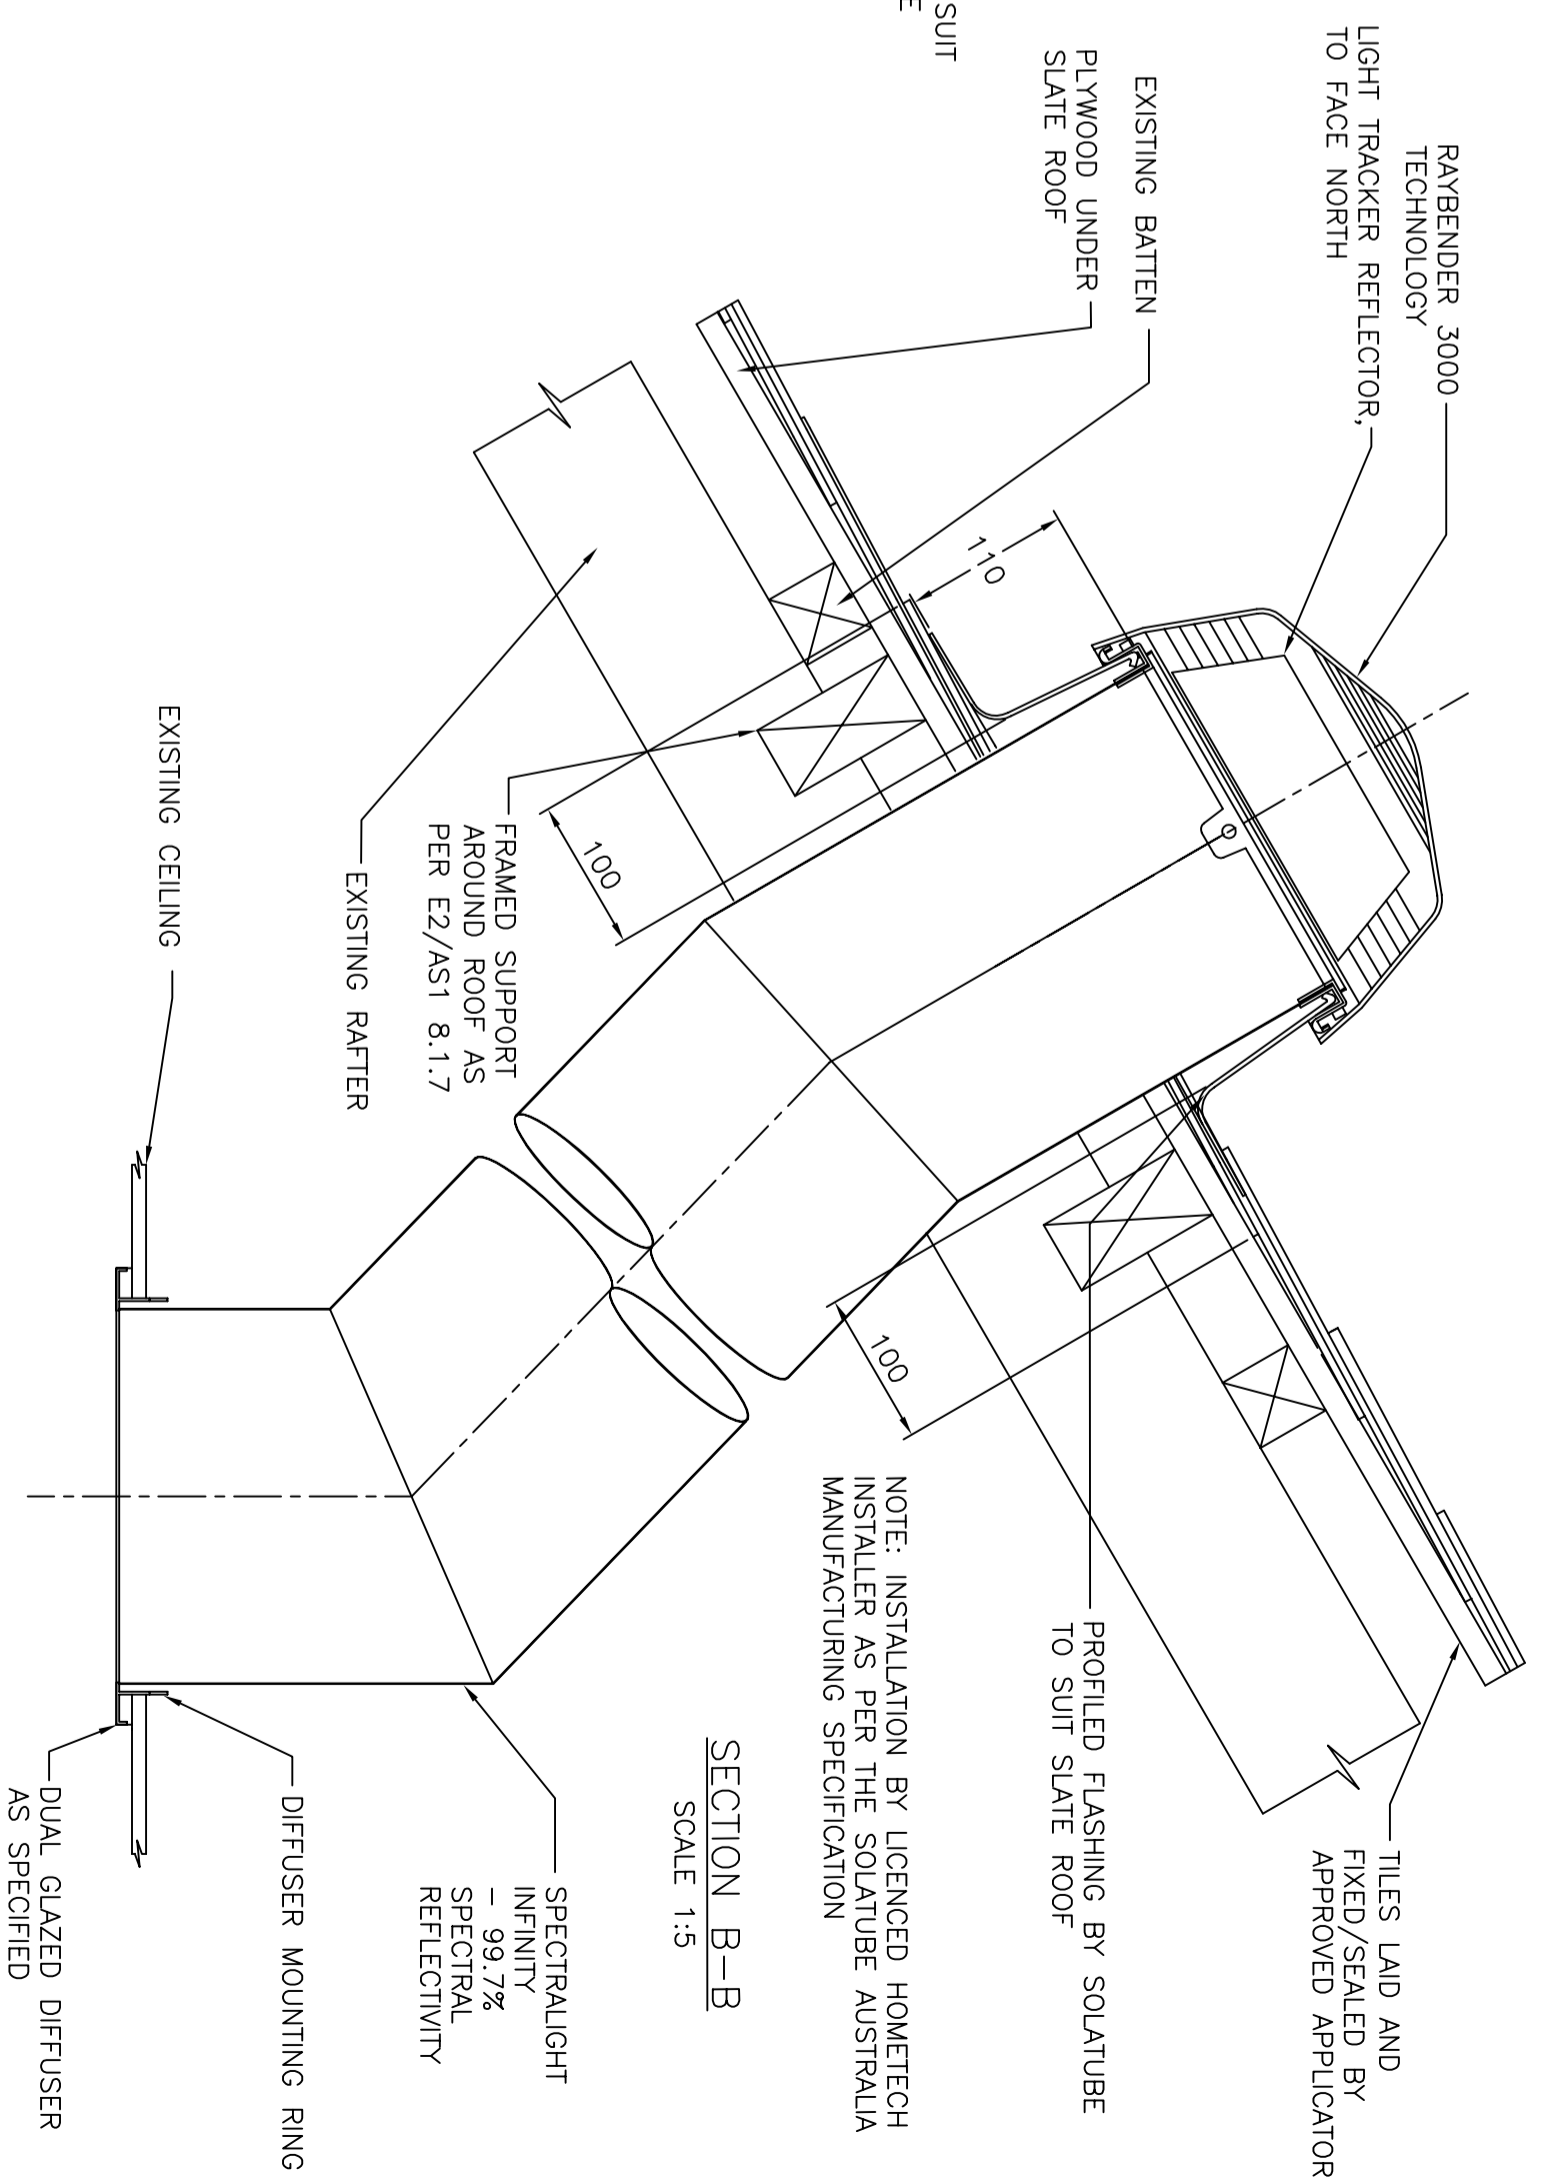 RAYBENDER 3000
TECHNOLOGY
LIGHT TRACKER REFLECTOR,
TO FACE NORTH
EXISTING BATTEN
PLYWOOD UNDER
SLATE ROOF
SUIT
E
110
100
100
FRAMED SUPPORT
AROUND ROOF AS
PER E2/AS1 8.1.7
EXISTING RAFTER
EXISTING CEILING
TILES LAID AND
FIXED/SEALED BY
APPROVED APPLICATOR
PROFILED FLASHING BY SOLATUBE
TO SUIT SLATE ROOF
NOTE: INSTALLATION BY LICENCED HOMETECH
INSTALLER AS PER THE SOLATUBE AUSTRALIA
MANUFACTURING SPECIFICATION
SECTION B-B
SCALE 1:5
SPECTRALIGHT
INFINITY
- 99.7%
SPECTRAL
REFLECTIVITY
DIFFUSER MOUNTING RING
DUAL GLAZED DIFFUSER
AS SPECIFIED